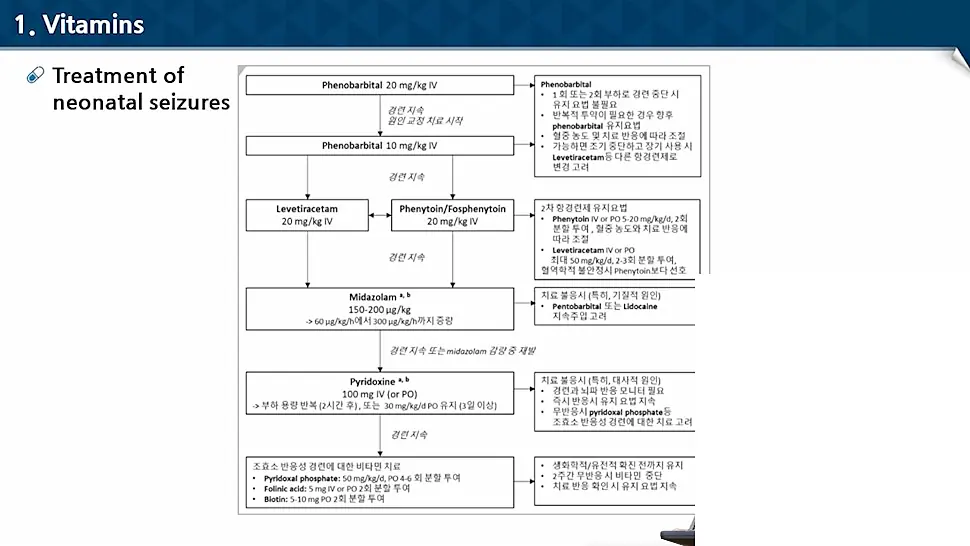 1. Vitamins
Treatment of
neonatal seizures
Phenobarbital 20 mg/kg IV
경련 지속
원인 교정 치료 시작
Phenobarbital 10 mg/kg IV
Phenobarbital
• 1회 또는 2회 부하로 경련 중단 시
유지 요법 불필요
• 반복적 투약이 필요한 경우 향후
phenobarbital 유지요법
• 혈중 농도 및 치료 반응에 따라 조절
• 가능하면 조기 중단하고 장기 사용 시
Levetiracetam등 다른 항경련제로
변경 고려
경련 지속
Levetiracetam
20 mg/kg IV
Phenytoin/Fosphenytoin
20 mg/kg IV
2차 항경련제 유지요법
• Phenytoin IV or PO 5-20 mg/kg/d, 2회
분할 투여, 혈중 농도와 치료 반응에
따라 조절
• Levetiracetam IV or PO
최대 50 mg/kg/d, 2-3회 분할 투여,
혈역학적 불안정시 Phenytoin보다 선호
경련 지속
Midazolam a, b
150-200 µg/kg
-> 60 µg/kg/h에서 300 µg/kg/h까지 증량
치료 불응시 (특히, 기질적 원인)
• Pentobarbital 또는 Lidocaine
지속주입 고려
경련 지속 또는 midazolam 감량 중 재발
Pyridoxine a, b
100 mg IV (or PO)
-> 부하 용량 반복 (2시간 후), 또는 30 mg/kg/d PO 유지 (3일 이상)
치료 불응시 (특히, 대사적 원인)
• 경련과 뇌파 반응 모니터 필요
• 즉시 반응시 유지 요법 지속
• 무반응시 pyridoxal phosphate등
조효소 반응성 경련에 대한 치료 고려
경련 지속
조효소 반응성 경련에 대한 비타민 치료
• Pyridoxal phosphate: 50 mg/kg/d, PO 4-6 회 분할 투여
• Folinic acid: 5 mg IV or PO 2회 분할 투여
• Biotin: 5-10 mg PO 2회 분할 투여
• 생화학적/유전적 확진 전까지 유지
• 2주간 무반응 시 비타민 중단
• 치료 반응 확인 시 유지 요법 지속